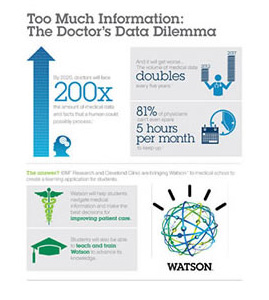 Too Much Information:
The Doctor's Data Dilemma
By 2020, doctors will face
200x
the amount of medical data
and facts that a human could
possibly process.
And it will get worse...
The volume of medical data
doubles
every five years
2012
2017
81% of physicians
can't even spare
5 hours
per month
to keep up
The answer? IBM Research and Cleveland Clinic are bringing Watson to medical school to
create a learning application for students
Watson will help students
navigate medical
information and make the
best decisions for
improving patient care.
Students will also be able
to teach and train
Watson to advance its
knowledge.
WATSON